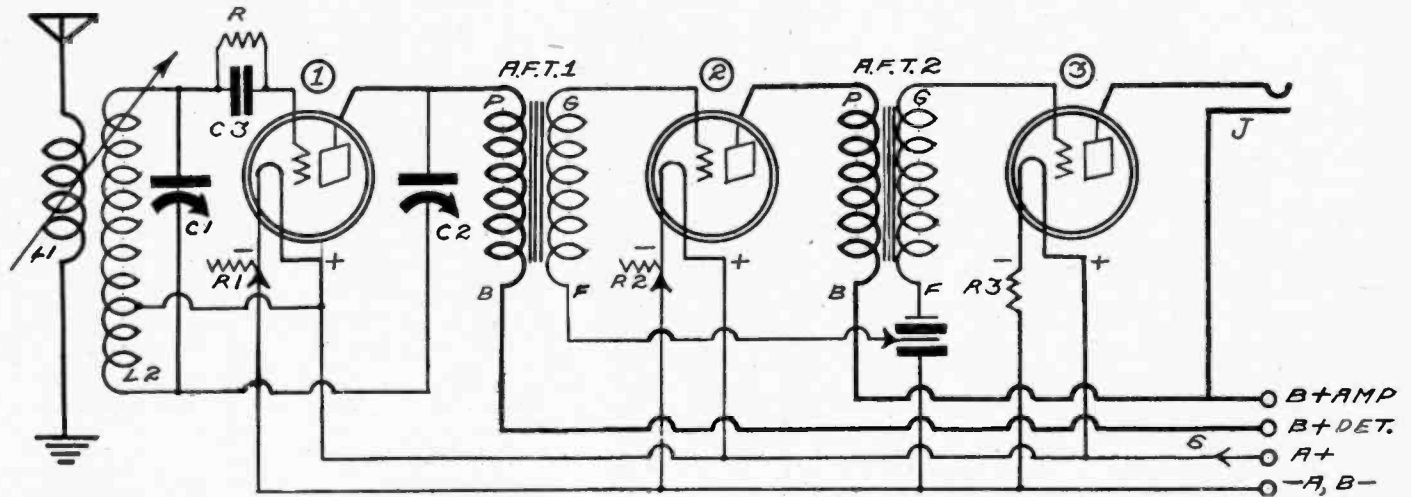 R
1
A.F.T.1
2
A.F.T.2
3
P
G
P
G
C3
J
C1
C2
L1
R1
-
+
R2
-
+
R3
-
+
B
F
B
F
L2
B+AMP
B+DET.
6
A+
-A, B-